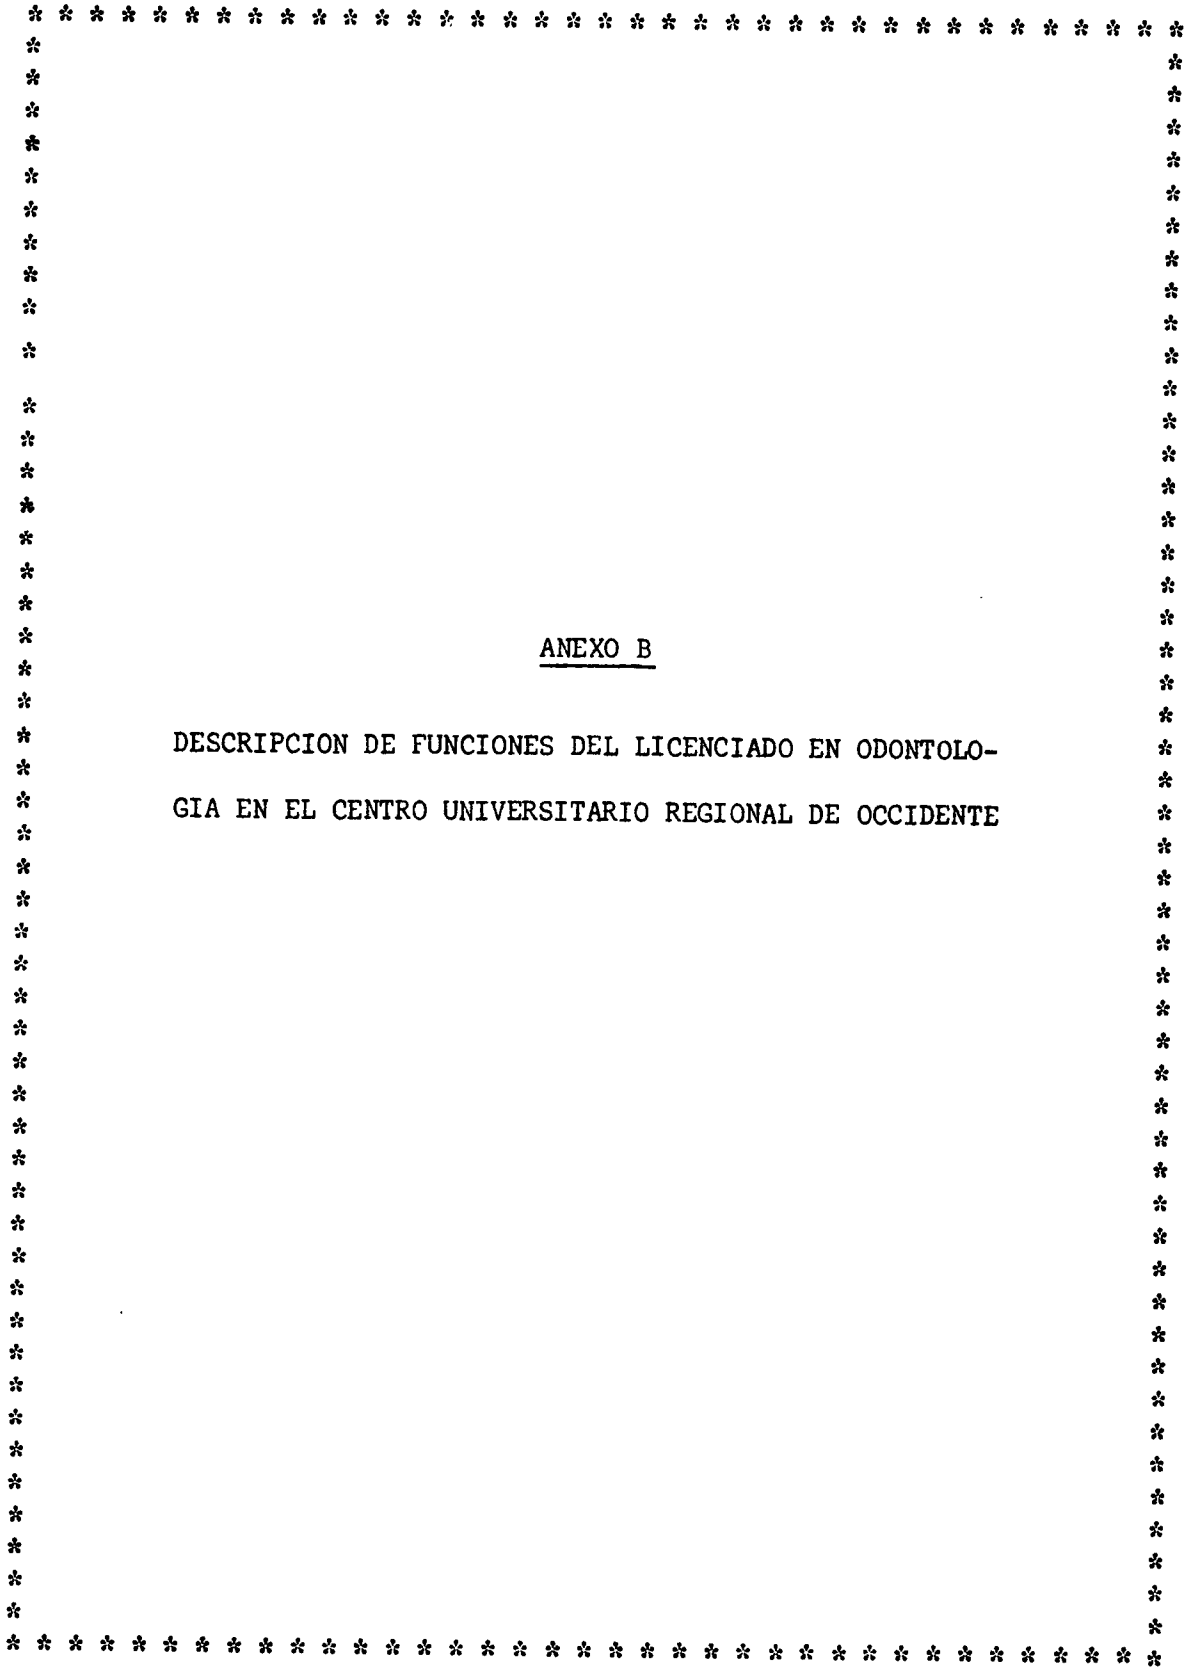 ANEXO B
DESCRIPCION DE FUNCIONES DEL LICENCIADO EN ODONTOLO-
GIA EN EL CENTRO UNIVERSITARIO REGIONAL DE OCCIDENTE